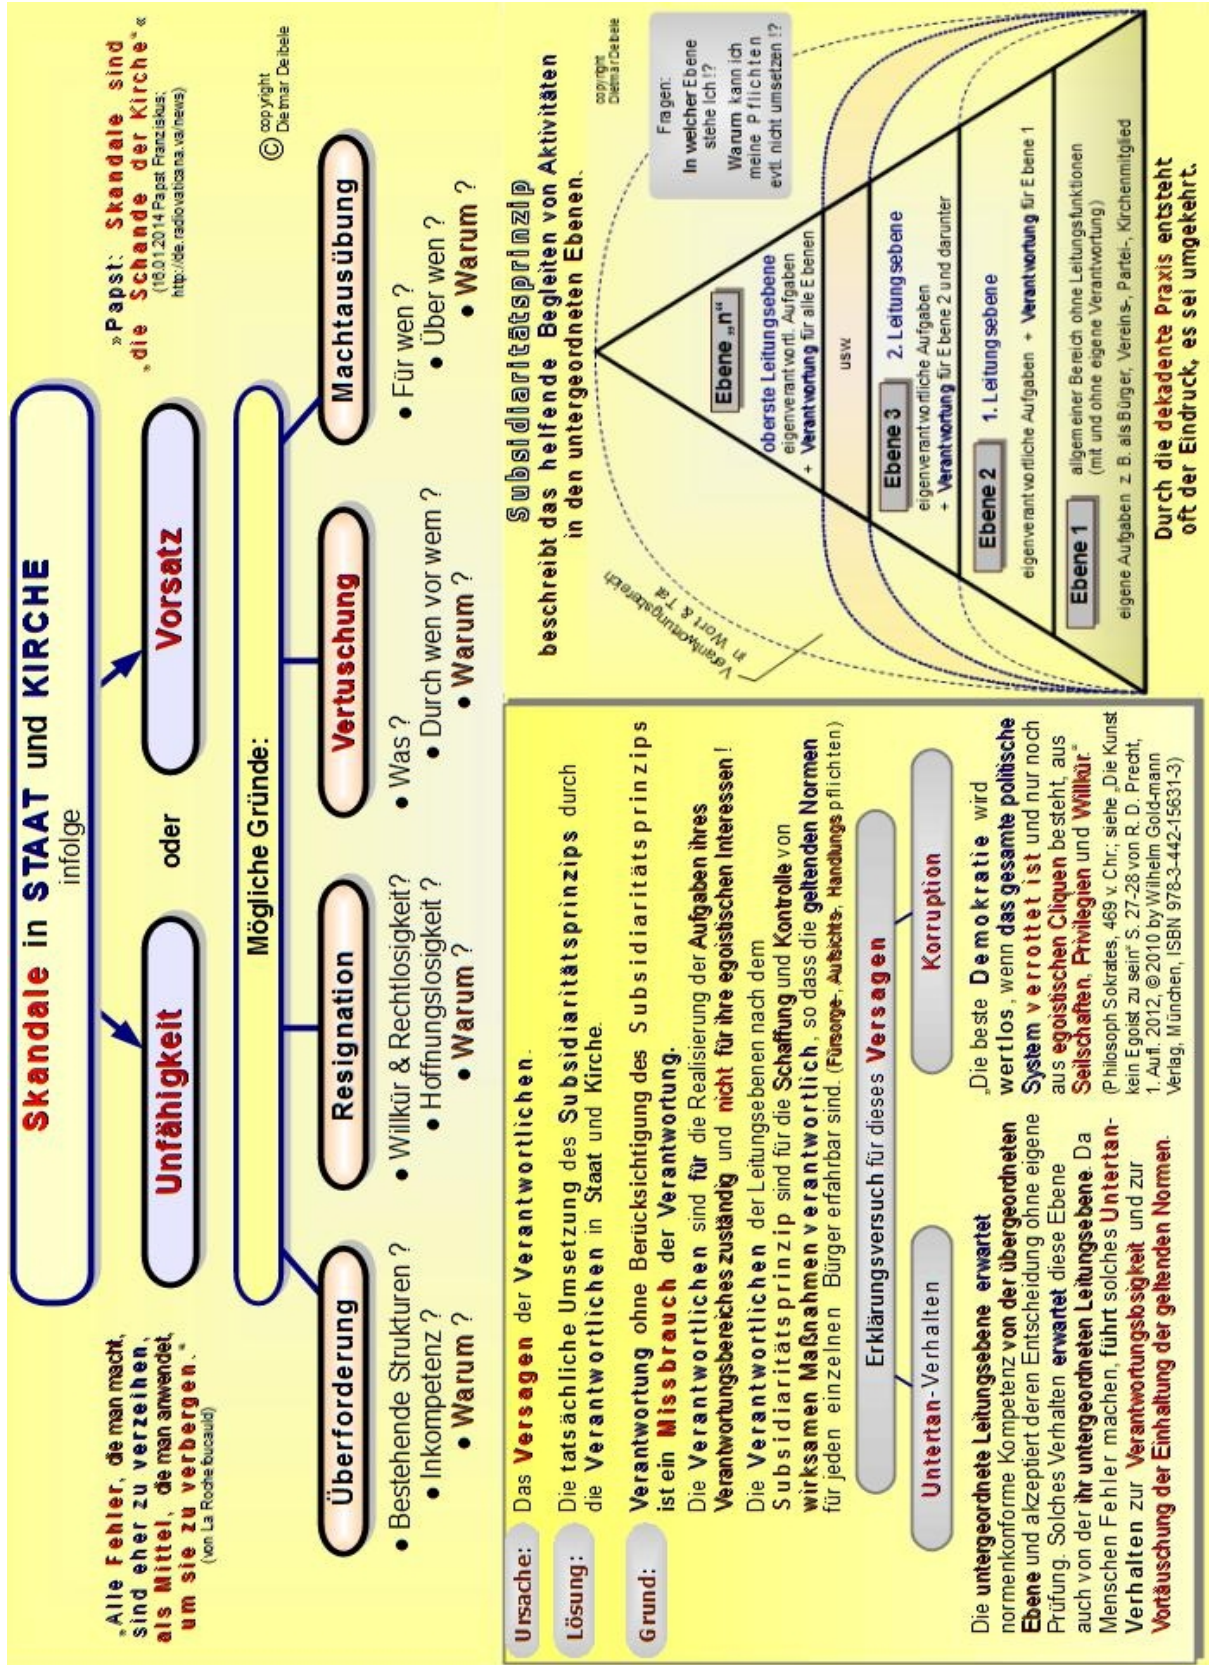 Skandale in STAAT und KIRCHE
infolge
„Alle Fehler, die man macht,
sind eher zu verzeihen,
als Mittel, die man anwendet,
um sie zu verbergen.“
(von La Rochefoucauld)
»Papst: Skandale sind
„die Schande der Kirche“«
(16.01.2014 Papst Franziskus;
http://de.radiovaticana.va/news)
Unfähigkeit
oder
Vorsatz
© copyright
Dietmar Deibele
Mögliche Gründe:
Überforderung
Resignation
Vertuschung
Machtausübung
• Bestehende Strukturen ?
• Inkompetenz ?
• Warum ?
• Willkür & Rechtlosigkeit?
• Hoffnungslosigkeit ?
• Warum ?
• Was ?
• Durch wen vor wem ?
• Warum ?
• Für wen ?
• Über wen ?
• Warum ?
Ursache: Das Versagen der Verantwortlichen.
Lösung: Die tatsächliche Umsetzung des Subsidiaritätsprinzips durch
die Verantwortlichen in Staat und Kirche.
Grund: Verantwortung ohne Berücksichtigung des Subsidiaritätsprinzips
ist ein Missbrauch der Verantwortung.
Die Verantwortlichen sind für die Realisierung der Aufgaben ihres
Verantwortungsbereiches zuständig und nicht für ihre egoistischen Interessen !
Die Verantwortlichen der Leitungsebenen nach dem
Subsidiaritätsprinzip sind für die Schaffung und Kontrolle von
wirksamen Maßnahmen verantwortlich, so dass die geltenden Normen
für jeden einzelnen Bürger erfahrbar sind. (Fürsorge-, Aufsichts-, Handlungspflichten)
Erklärungsversuch für dieses Versagen
Untertan-Verhalten
Korruption
Die untergeordnete Leitungsebene erwartet
normenkonforme Kompetenz von der übergeordneten
Ebene und akzeptiert deren Entscheidung ohne eigene
Prüfung. Solches Verhalten erwartet diese Ebene
auch von der ihr untergeordneten Leitungsebene. Da
Menschen Fehler machen, führt solches Untertan-
Verhalten zur Verantwortungslosigkeit und zur
Vortäuschung der Einhaltung der geltenden Normen.
„Die beste Demokratie wird
wertlos, wenn das gesamte politische
System verrottet ist und nur noch
aus egoistischen Cliquen besteht, aus
Seilschaften, Privilegien und Willkür.“
(Philosoph Sokrates, 469 v. Chr.; siehe „Die Kunst
kein Egoist zu sein“ S. 27-28 von R. D. Precht,
1. Aufl. 2012, © 2010 by Wilhelm Gold-mann
Verlag, München, ISBN 978-3-442-15631-3)
Subsidiaritätsprinzip
beschreibt das helfende Begleiten von Aktivitäten
in den untergeordneten Ebenen.
copyright
Dietmar Deibele
Verantwortungsbereich
in Wort & Tat
Fragen:
In welcher Ebene
stehe Ich !?
Warum kann ich
meine Pflichten
evtl. nicht umsetzen !?
Ebene „n“
oberste Leitungsebene
eigenverantwortl. Aufgaben
+ Verantwortung für alle Ebenen
usw.
Ebene 3 2. Leitungsebene
eigenverantwortliche Aufgaben
+ Verantwortung für Ebene 2 und darunter
Ebene 2 1. Leitungsebene
eigenverantwortliche Aufgaben + Verantwortung für Ebene 1
Ebene 1 allgemeiner Bereich ohne Leitungsfunktionen
(mit und ohne eigene Verantwortung)
eigene Aufgaben z. B. als Bürger, Vereins-, Partei-, Kirchenmitglied
Durch die dekadente Praxis entsteht
oft der Eindruck, es sei umgekehrt.